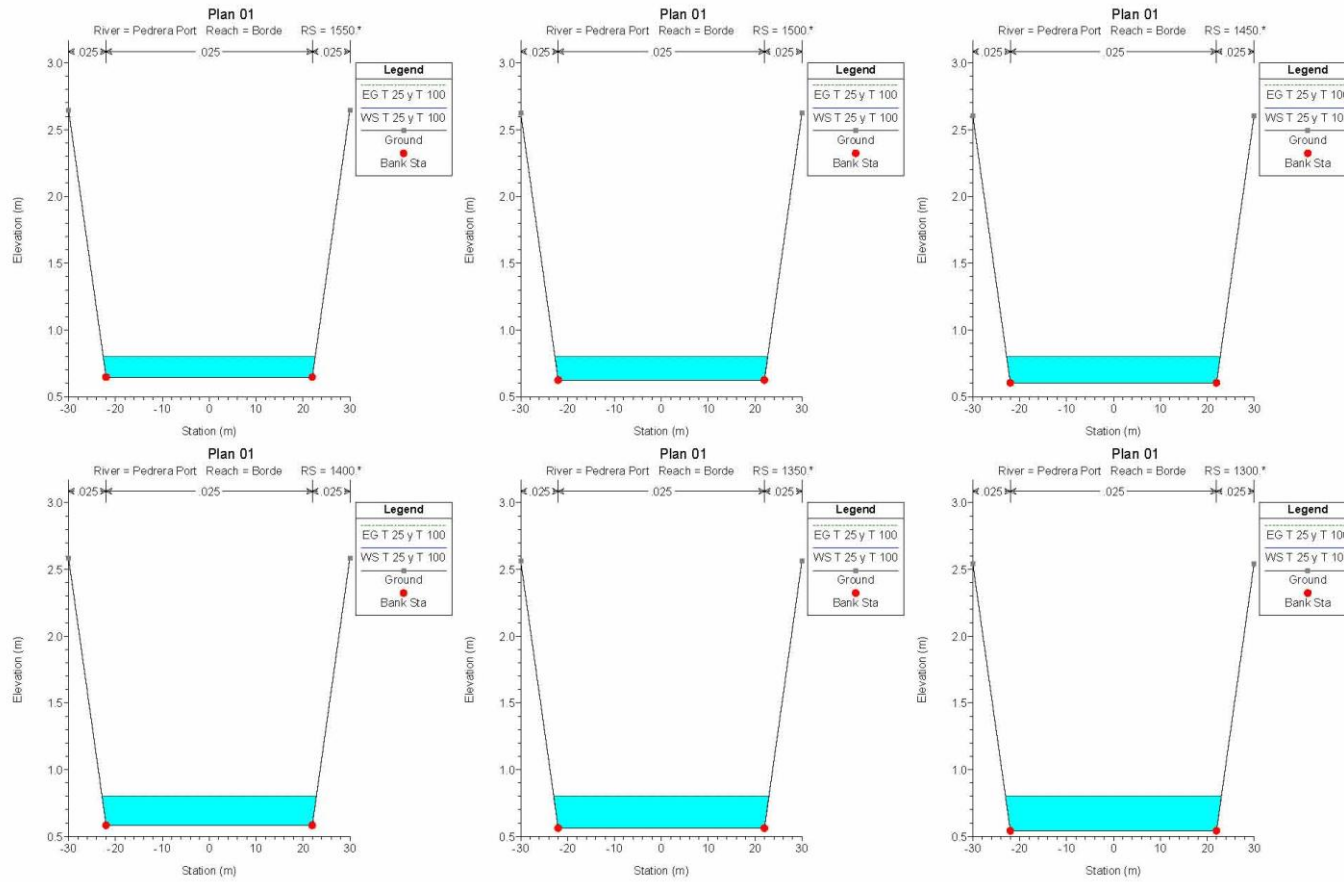 Plan 01
River = Pedrera Port Reach = Borde RS = 1550.*
.025 .025 .025
Legend
EG T 25 y T 100
WS T 25 y T 100
Ground
Bank Sta
3.0
2.5
2.0
1.5
1.0
0.5
Elevation (m)
-30 -20 -10 0 10 20 30
Station (m)
Plan 01
River = Pedrera Port Reach = Borde RS = 1500.*
.025 .025 .025
Legend
EG T 25 y T 100
WS T 25 y T 100
Ground
Bank Sta
3.0
2.5
2.0
1.5
1.0
0.5
Elevation (m)
-30 -20 -10 0 10 20 30
Station (m)
Plan 01
River = Pedrera Port Reach = Borde RS = 1450.*
.025 .025 .025
Legend
EG T 25 y T 100
WS T 25 y T 100
Ground
Bank Sta
3.0
2.5
2.0
1.5
1.0
0.5
Elevation (m)
-30 -20 -10 0 10 20 30
Station (m)
Plan 01
River = Pedrera Port Reach = Borde RS = 1400.*
.025 .025 .025
Legend
EG T 25 y T 100
WS T 25 y T 100
Ground
Bank Sta
3.0
2.5
2.0
1.5
1.0
0.5
Elevation (m)
-30 -20 -10 0 10 20 30
Station (m)
Plan 01
River = Pedrera Port Reach = Borde RS = 1350.*
.025 .025 .025
Legend
EG T 25 y T 100
WS T 25 y T 100
Ground
Bank Sta
3.0
2.5
2.0
1.5
1.0
0.5
Elevation (m)
-30 -20 -10 0 10 20 30
Station (m)
Plan 01
River = Pedrera Port Reach = Borde RS = 1300.*
.025 .025 .025
Legend
EG T 25 y T 100
WS T 25 y T 100
Ground
Bank Sta
3.0
2.5
2.0
1.5
1.0
0.5
Elevation (m)
-30 -20 -10 0 10 20 30
Station (m)